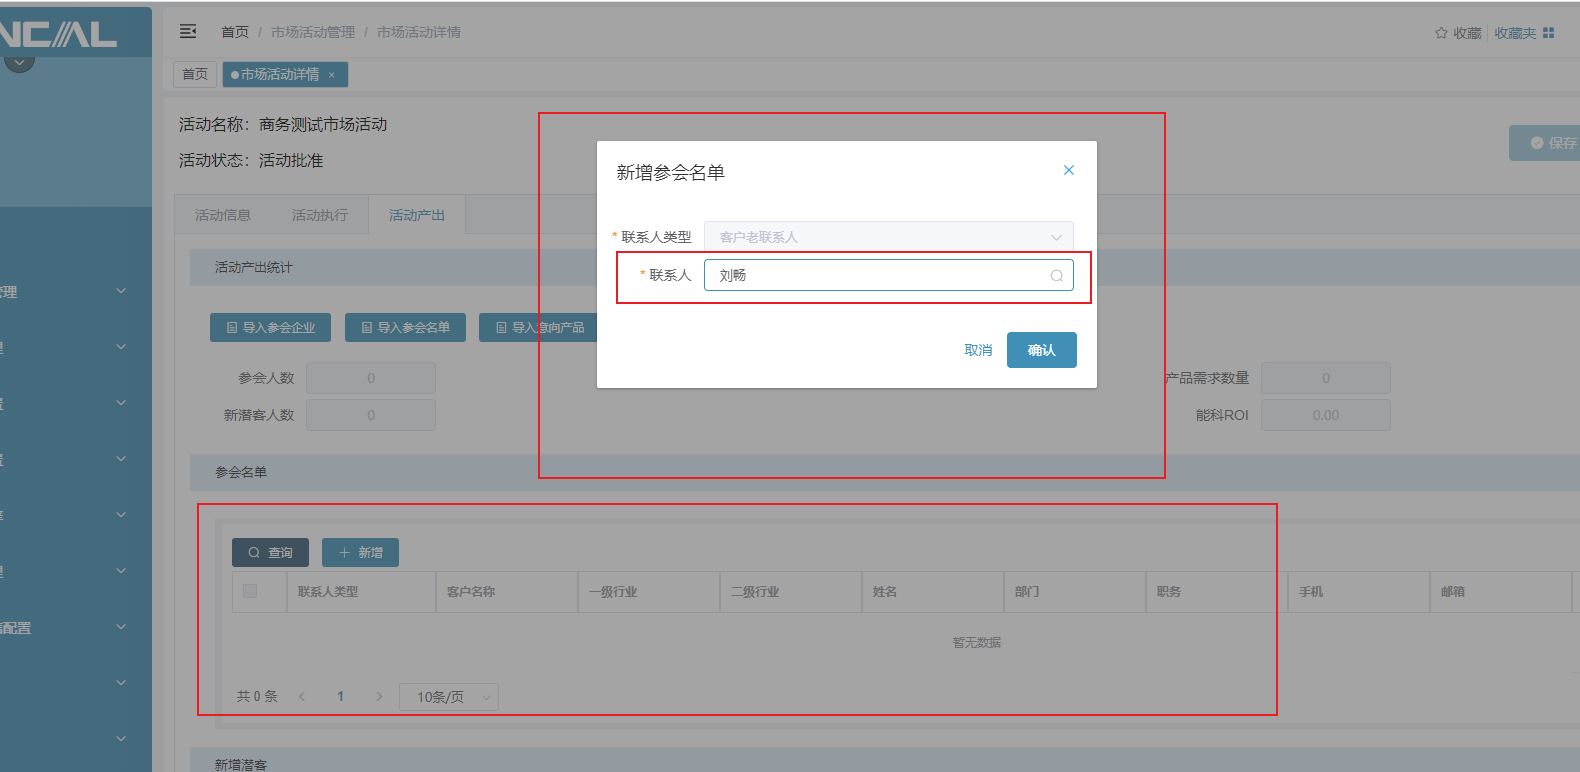 NCAL
首页 / 市场活动管理 / 市场活动详情
收藏 收藏夹
首页 市场活动详情 ×
活动名称: 商务测试市场活动
活动状态: 活动批准
保存
新增参会名单
* 联系人类型 客户老联系人
* 联系人 刘畅
取消 确认
活动信息 活动执行 活动产出
活动产出统计
导入参会企业 导入参会名单 导入意向产品
参会人数 0 产品需求数量 0
新潜客人数 0 能科ROI 0.00
参会名单
查询 新增
联系人类型 客户名称 一级行业 二级行业 姓名 部门 职务 手机 邮箱
暂无数据
共 0 条 1 10条/页
新增潜客
管理
配置